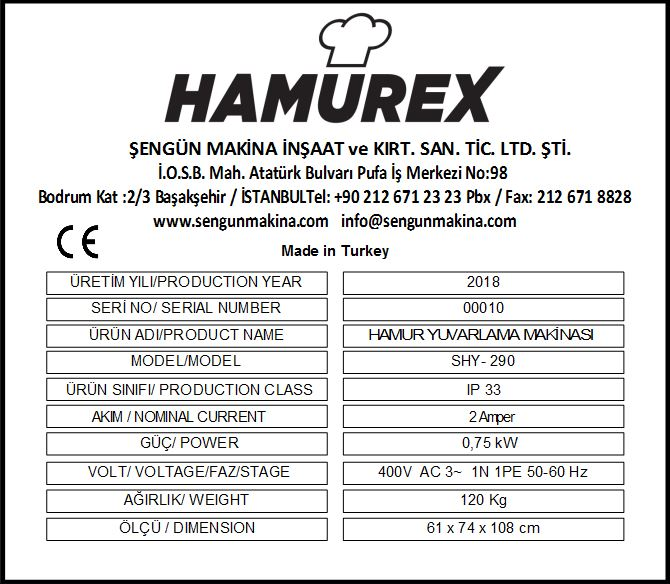 HAMUREX
ŞENGÜN MAKİNA İNŞAAT ve KIRT. SAN. TİC. LTD. ŞTİ.
İ.O.S.B. Mah. Atatürk Bulvarı Pufa İş Merkezi No:98
Bodrum Kat :2/3 Başakşehir / İSTANBULTel: +90 212 671 23 23 Pbx / Fax: 212 671 8828
www.sengunmakina.com info@sengunmakina.com
CE
Made in Turkey
ÜRETİM YILI/PRODUCTION YEAR 2018
SERİ NO/ SERIAL NUMBER 00010
ÜRÜN ADI/PRODUCT NAME HAMUR YUVARLAMA MAKİNASI
MODEL/MODEL SHY- 290
ÜRÜN SINIFI/ PRODUCTION CLASS IP 33
AKIM / NOMINAL CURRENT 2 Amper
GÜÇ/ POWER 0,75 kW
VOLT/ VOLTAGE/FAZ/STAGE 400V AC 3~ 1N 1PE 50-60 Hz
AĞIRLIK/ WEIGHT 120 Kg
ÖLÇÜ / DIMENSION 61 x 74 x 108 cm